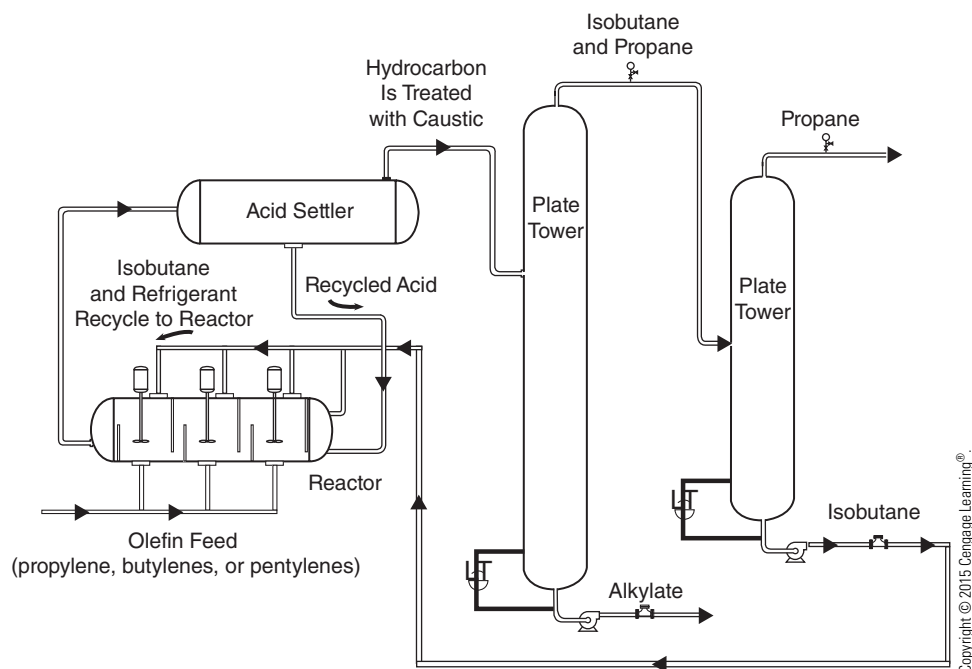 Isobutane
and Propane
Hydrocarbon
Is Treated
with Caustic
Propane
Acid Settler
Plate
Tower
Isobutane
and Refrigerant
Recycle to Reactor
Recycled Acid
Plate
Tower
Reactor
LT
Isobutane
Olefin Feed
(propylene, butylenes, or pentylenes)
LT
Alkylate
Copyright © 2015 Cengage Learning®.